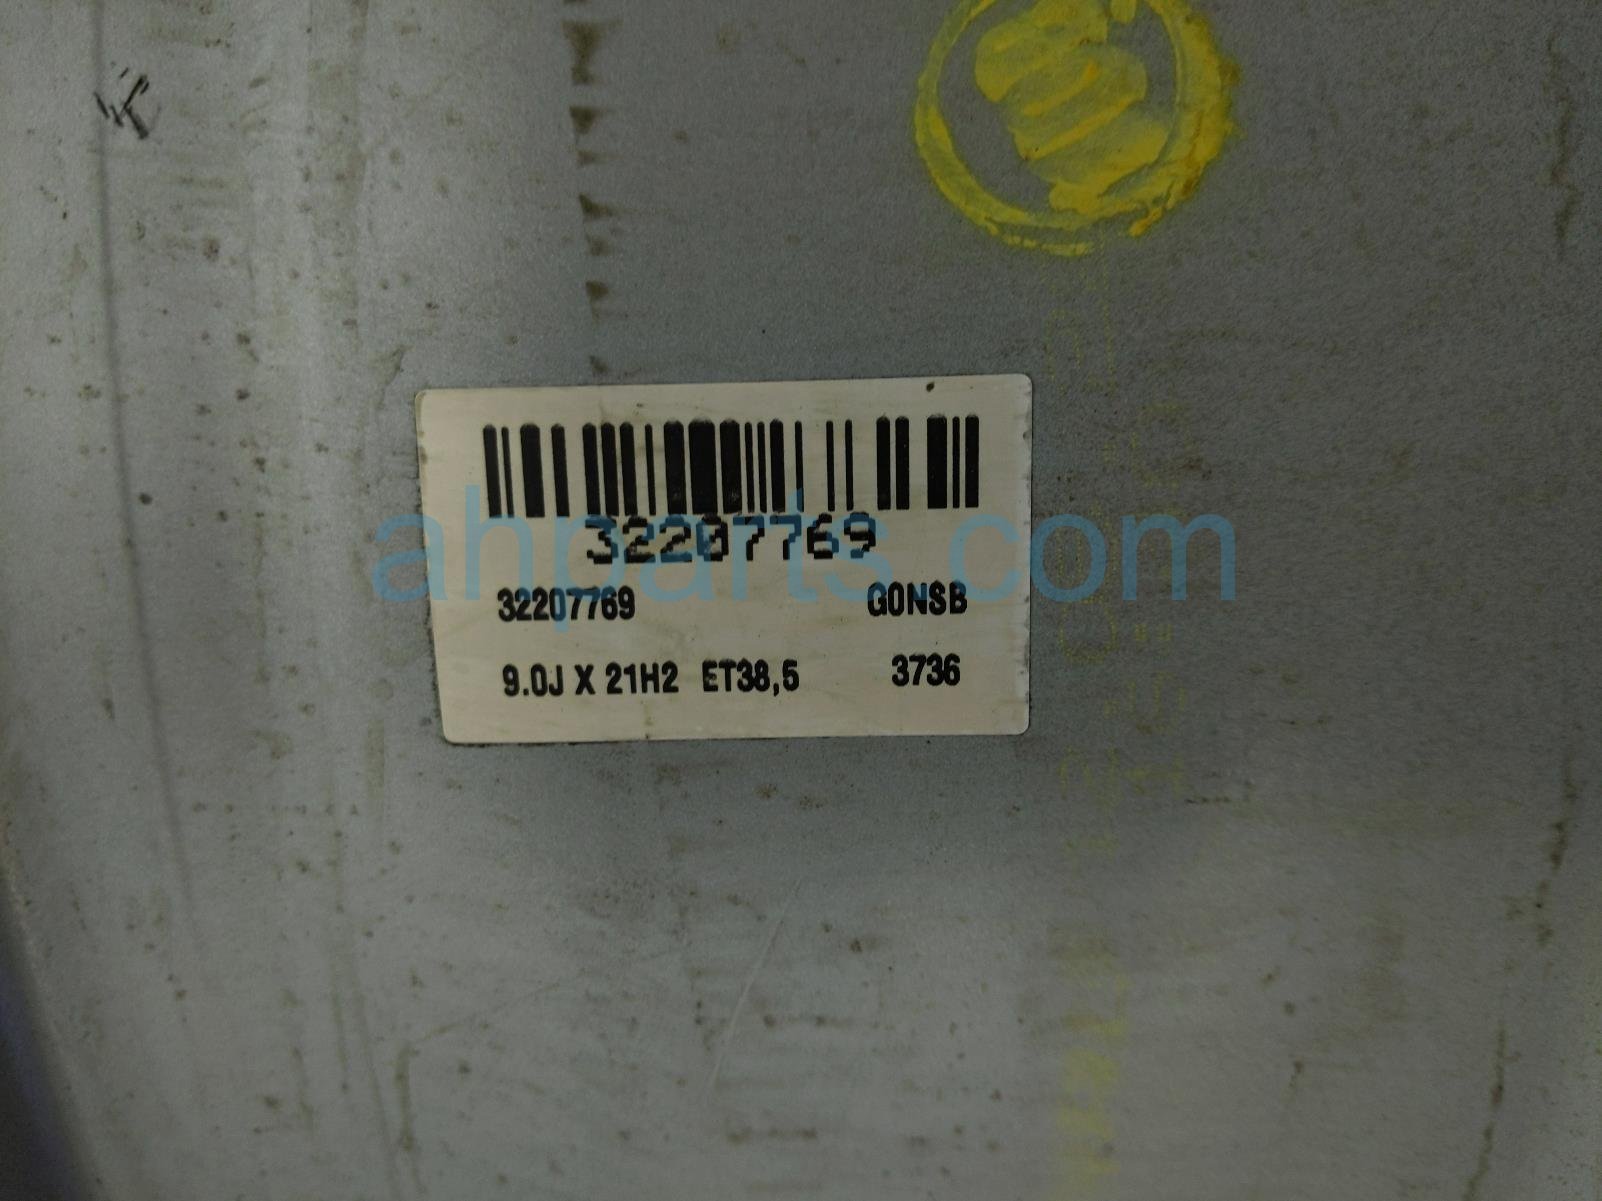 32207769
ahparts.com
32207769 G0NSB
9.0J X 21H2 ET38,5 3736